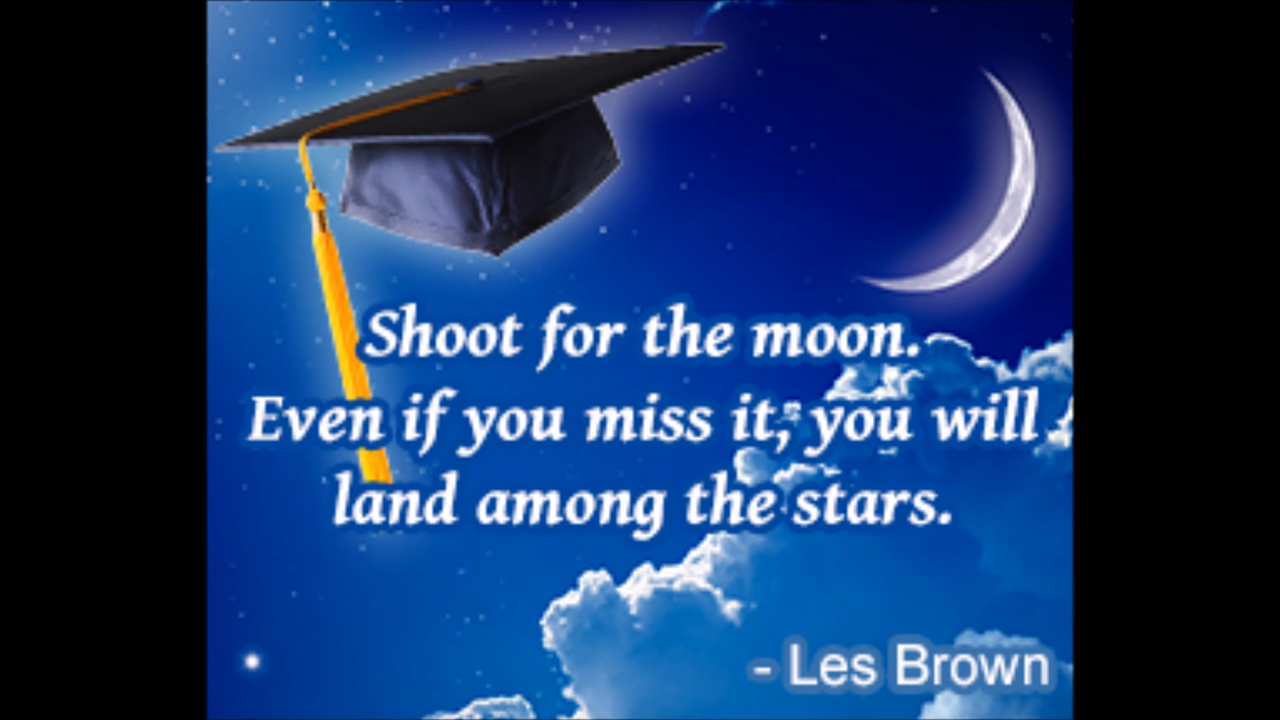 Shoot for the moon.
Even if you miss it, you will
land among the stars.
- Les Brown